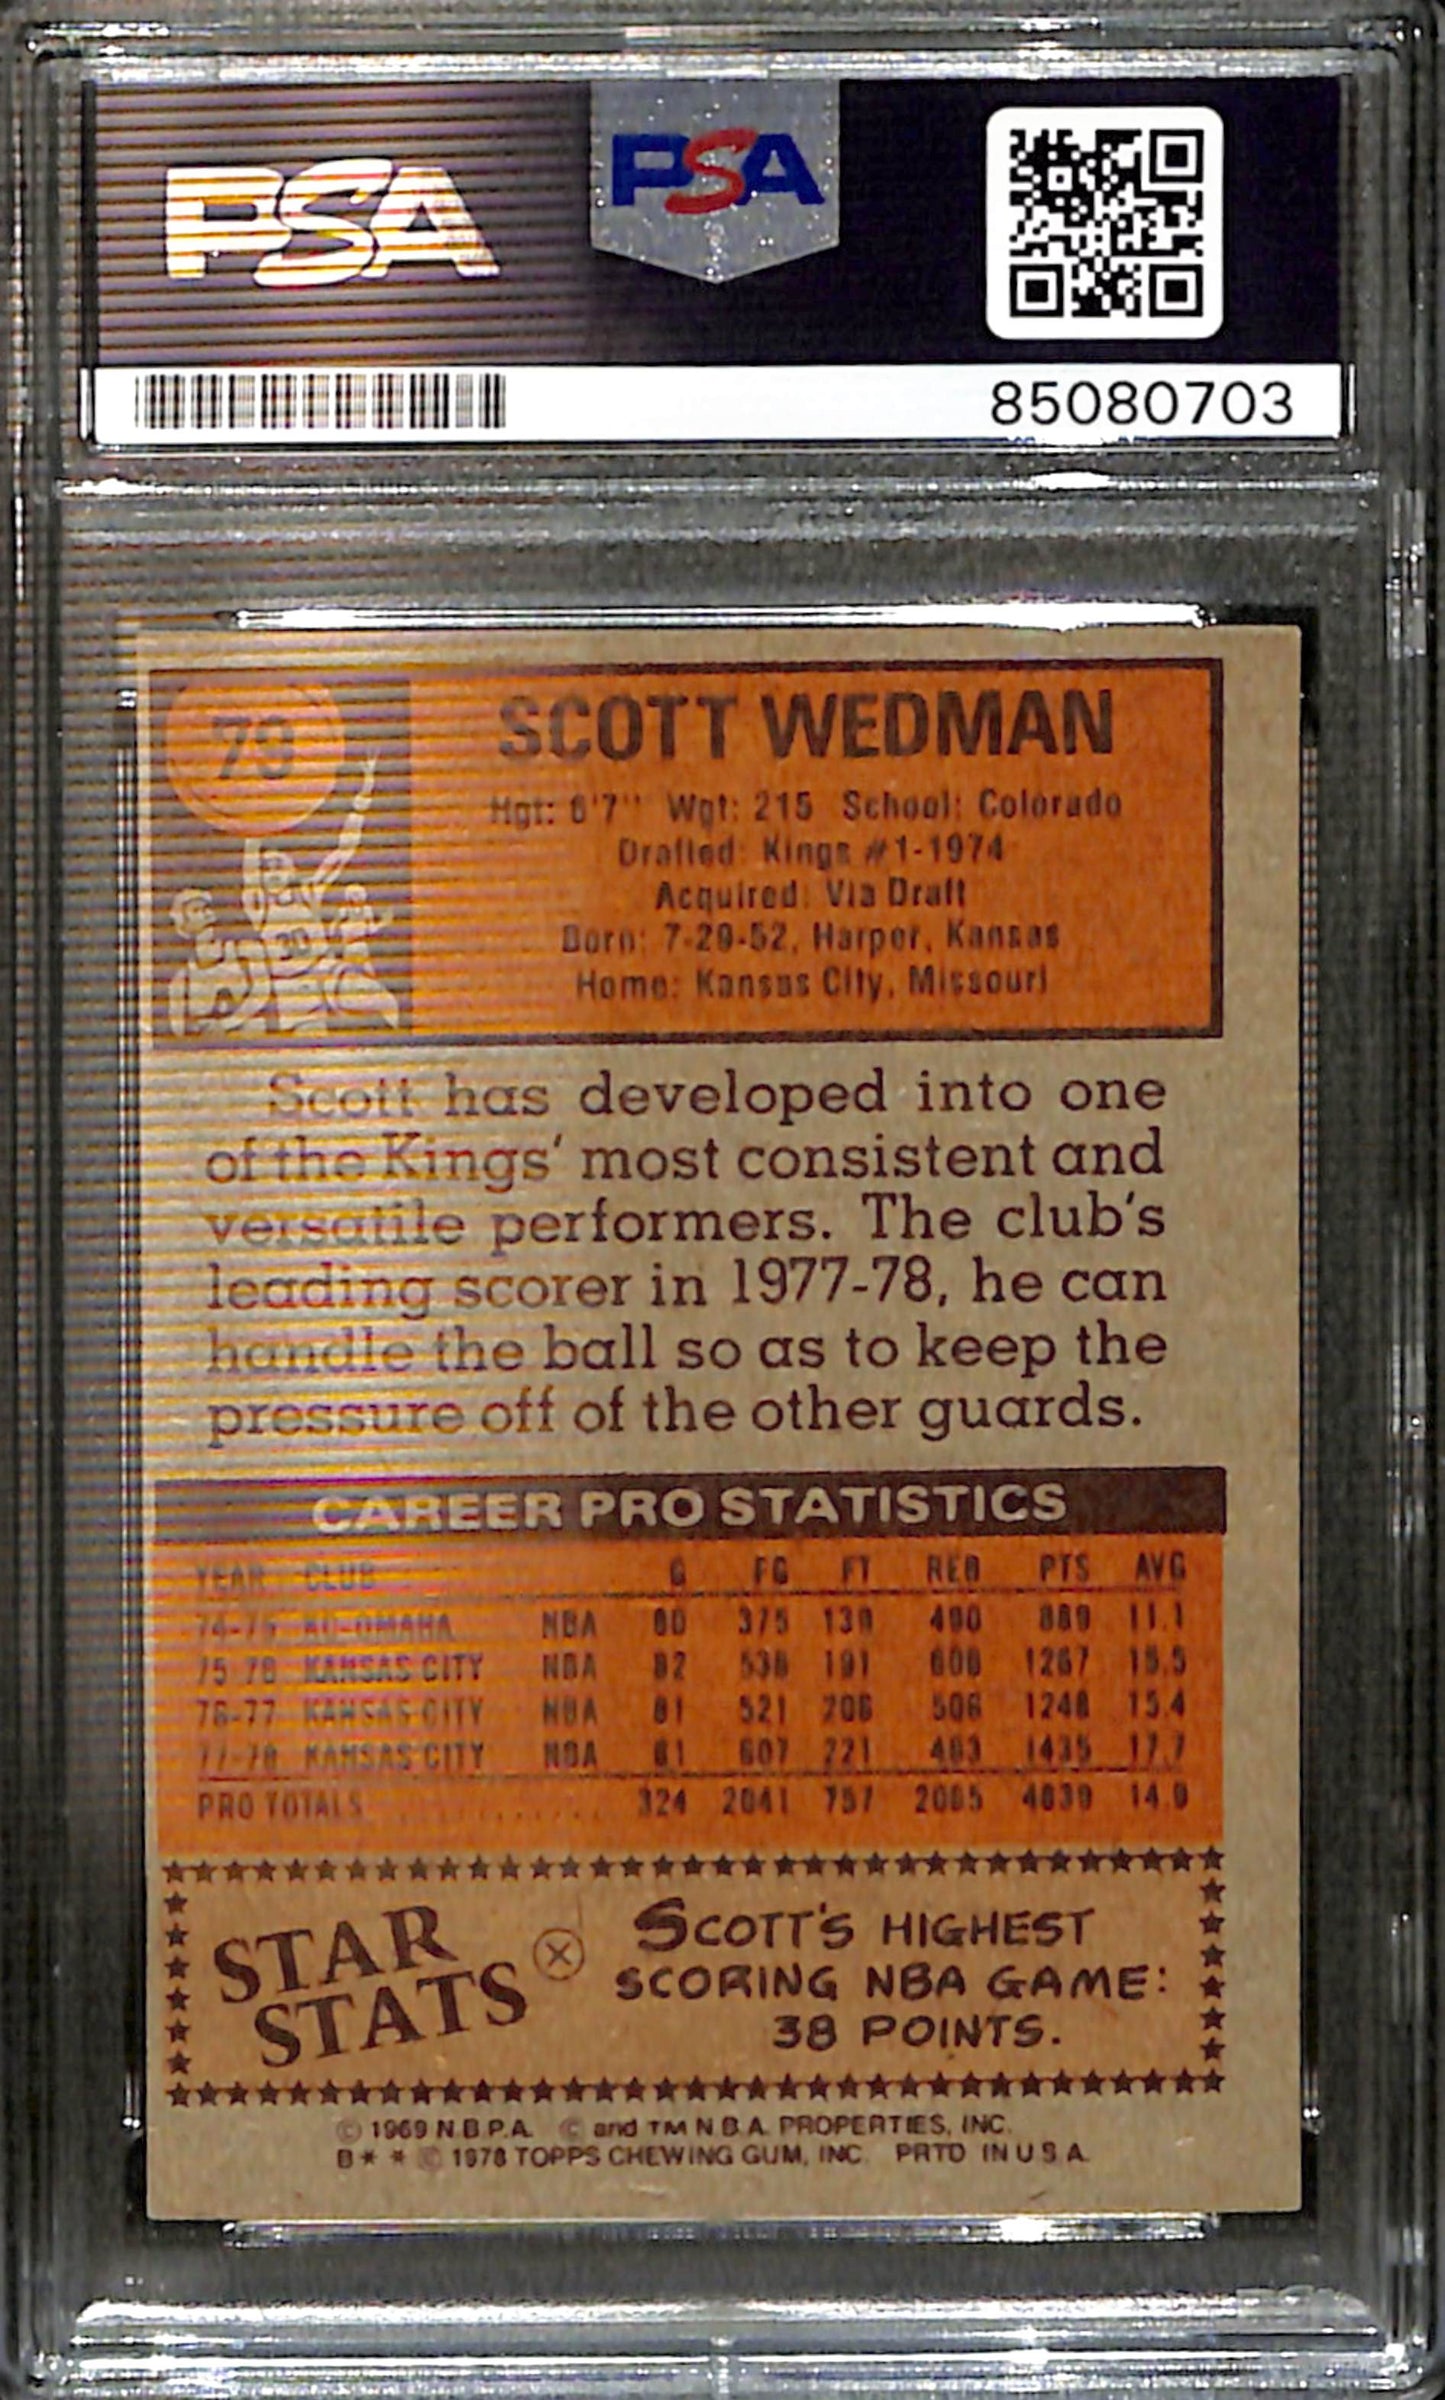 PSA
PSA
85080703
79
SCOTT WEDMAN
Hgt: 6'7" Wgt: 215 School: Colorado
Drafted: Kings #1-1974
Acquired: Via Draft
Born: 7-29-52, Harper, Kansas
Home: Kansas City, Missouri
Scott has developed into one
of the Kings' most consistent and
versatile performers. The club's
leading scorer in 1977-78, he can
handle the ball so as to keep the
pressure off of the other guards.
CAREER PRO STATISTICS
YEAR CLUB G FG FT REB PTS AVG
74-75 KC-OMAHA NBA 80 375 139 490 889 11.1
75-76 KANSAS CITY NBA 82 538 191 606 1267 15.5
76-77 KANSAS CITY NBA 81 521 206 506 1248 15.4
77-78 KANSAS CITY NBA 81 607 221 463 1435 17.7
PRO TOTALS 324 2041 757 2065 4839 14.9
STAR
STATS
SCOTT'S HIGHEST
SCORING NBA GAME:
38 POINTS.
© 1969 N.B.P.A. © and TM N.B.A. PROPERTIES, INC.
B* * © 1978 TOPPS CHEWING GUM, INC. PRTD IN U S A